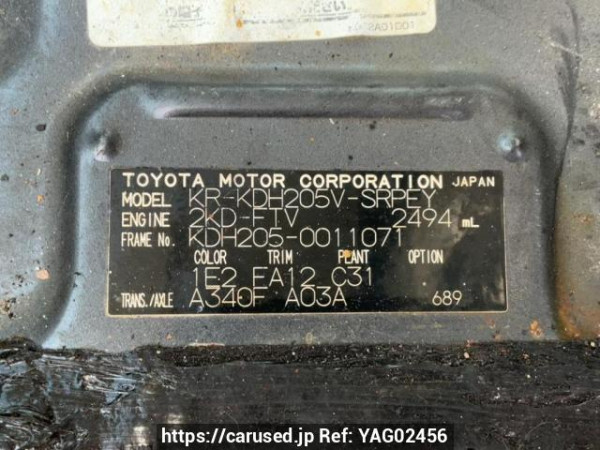 TOYOTA MOTOR CORPORATION JAPAN
MODEL KR-KDH205V-SRPEY
ENGINE 2KD-FTV 2494 mL
FRAME No. KDH205-0011071
COLOR TRIM PLANT OPTION
1E2 FA12 C31
TRANS./AXLE A340F A03A 689
https://carused.jp Ref: YAG02456